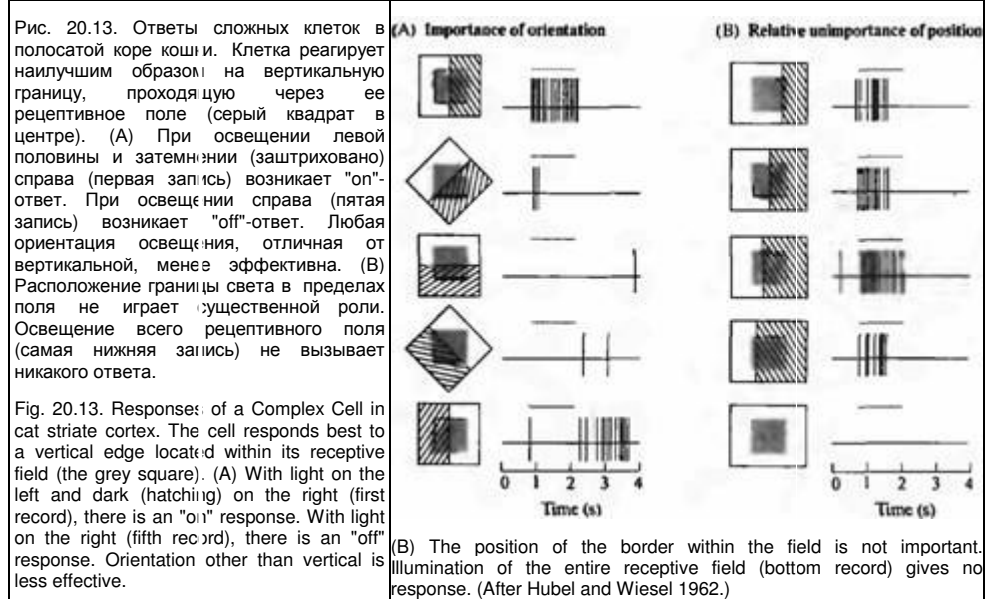 Рис. 20.13. Ответы сложных клеток в
полосатой коре кошки. Клетка реагирует
наилучшим образом на вертикальную
границу, проходящую через ее
рецептивное поле (серый квадрат в
центре). (А) При освещении левой
половины и затемнении (заштриховано)
справа (первая запись) возникает "on"-
ответ. При освещении справа (пятая
запись) возникает "off"-ответ. Любая
ориентация освещения, отличная от
вертикальной, менее эффективна. (В)
Расположение границы света в пределах
поля не играет существенной роли.
Освещение всего рецептивного поля
(самая нижняя запись) не вызывает
никакого ответа.
Fig. 20.13. Responses of a Complex Cell in
cat striate cortex. The cell responds best to
a vertical edge located within its receptive
field (the grey square). (A) With light on the
left and dark (hatching) on the right (first
record), there is an "on" response. With light
on the right (fifth record), there is an "off"
response. Orientation other than vertical is
less effective.
(A) Importance of orientation
0 1 2 3 4
Time (s)
(B) Relative unimportance of position
0 1 2 3 4
Time (s)
(B) The position of the border within the field is not important.
Illumination of the entire receptive field (bottom record) gives no
response. (After Hubel and Wiesel 1962.)